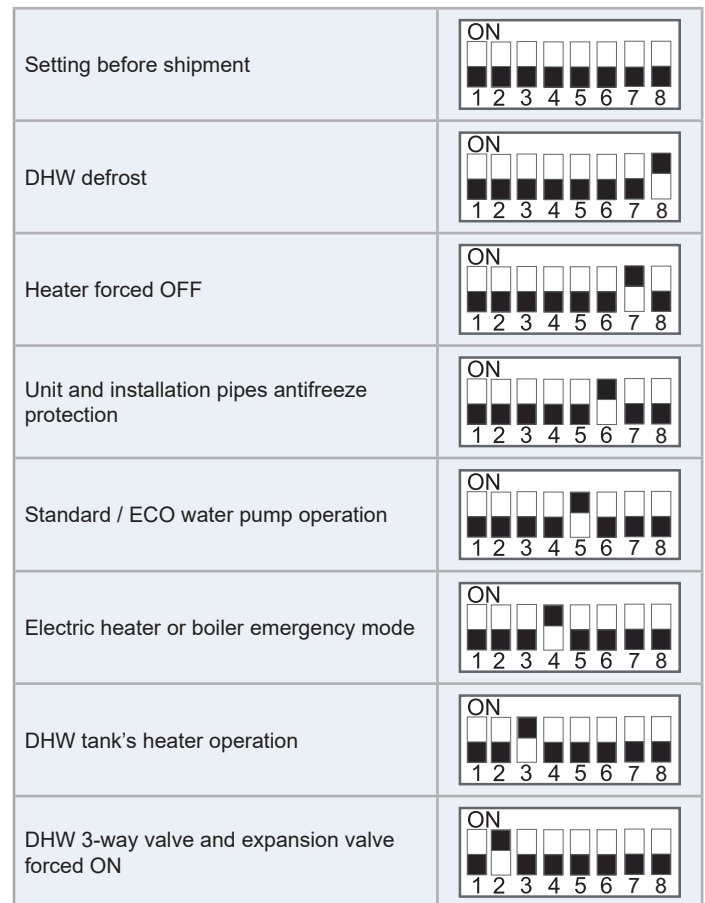 Setting before shipment
ON
1 2 3 4 5 6 7 8
DHW defrost
ON
1 2 3 4 5 6 7 8
Heater forced OFF
ON
1 2 3 4 5 6 7 8
Unit and installation pipes antifreeze
protection
ON
1 2 3 4 5 6 7 8
Standard / ECO water pump operation
ON
1 2 3 4 5 6 7 8
Electric heater or boiler emergency mode
ON
1 2 3 4 5 6 7 8
DHW tank’s heater operation
ON
1 2 3 4 5 6 7 8
DHW 3-way valve and expansion valve
forced ON
ON
1 2 3 4 5 6 7 8